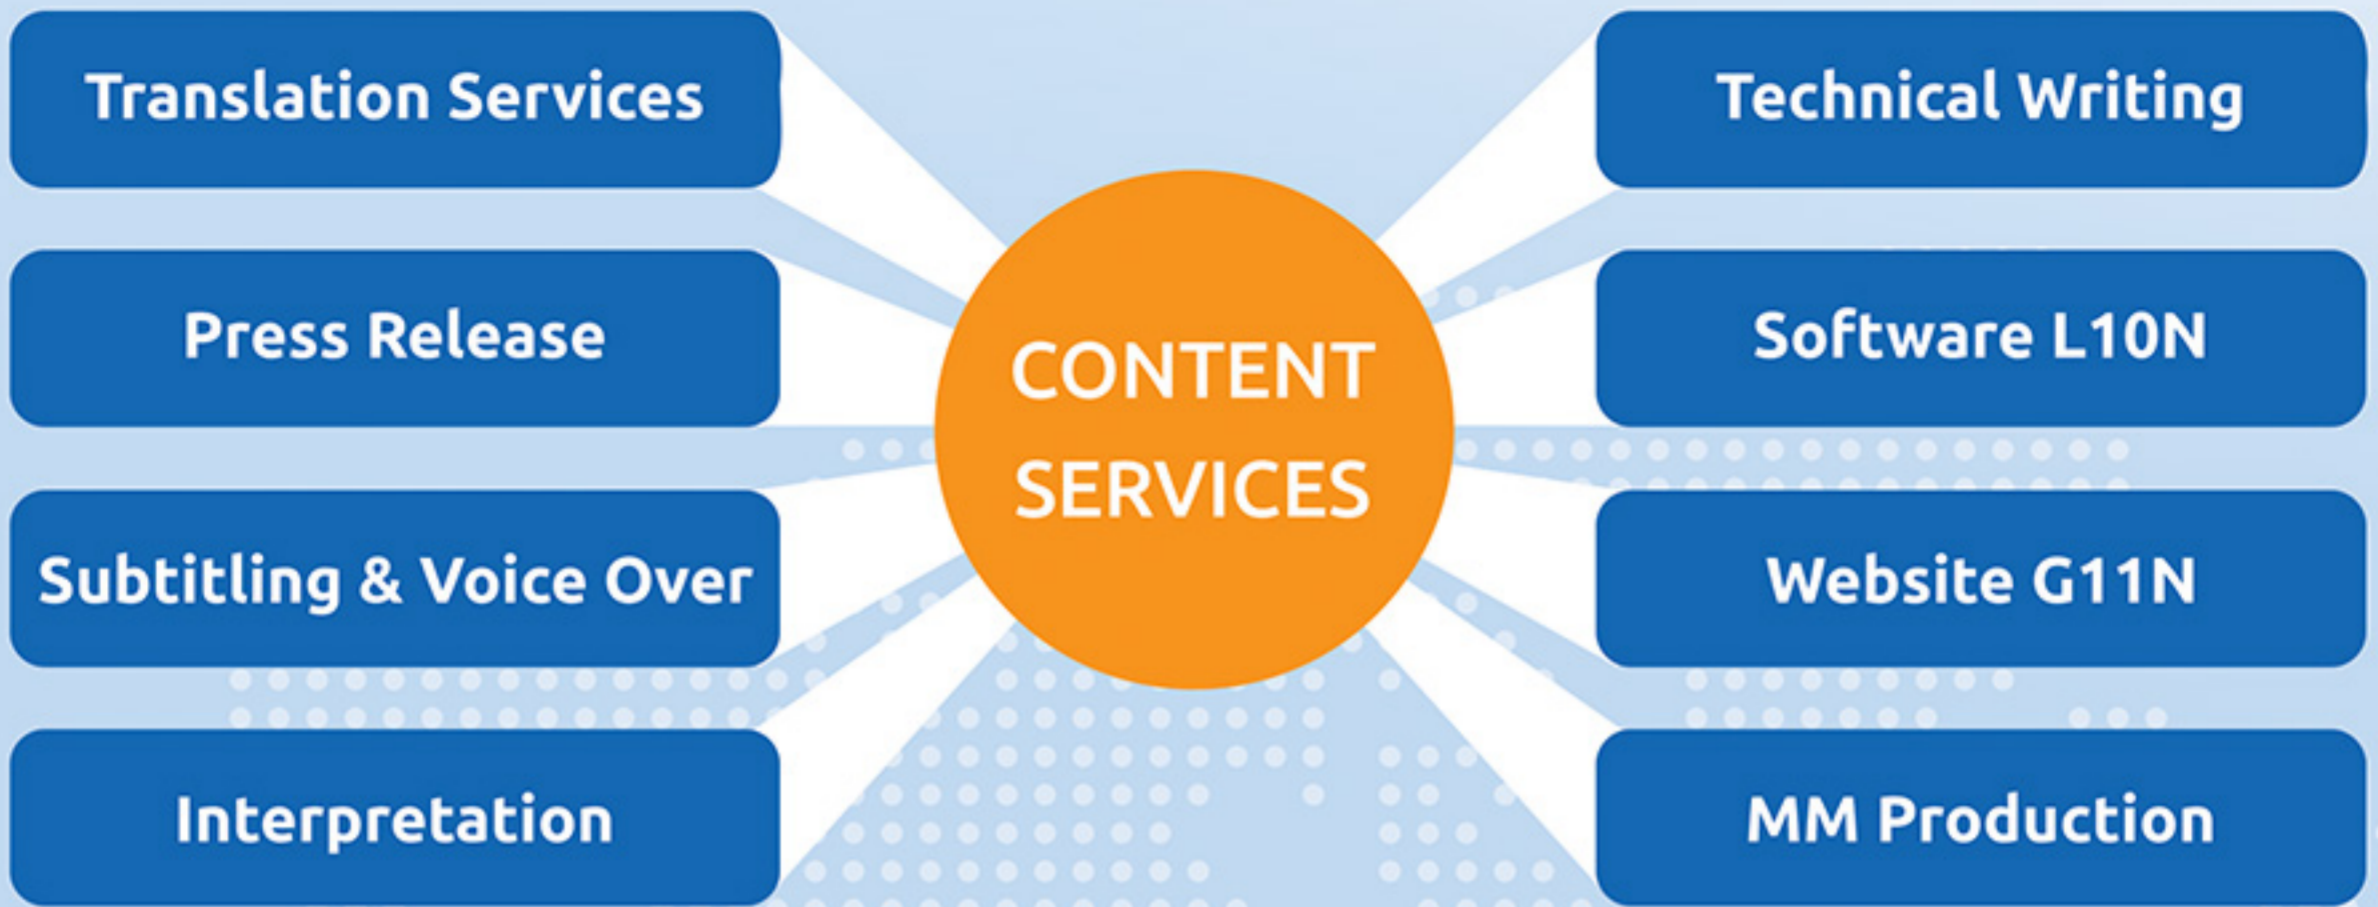 Translation Services
Press Release
Subtitling & Voice Over
Interpretation
CONTENT
SERVICES
Technical Writing
Software L10N
Website G11N
MM Production